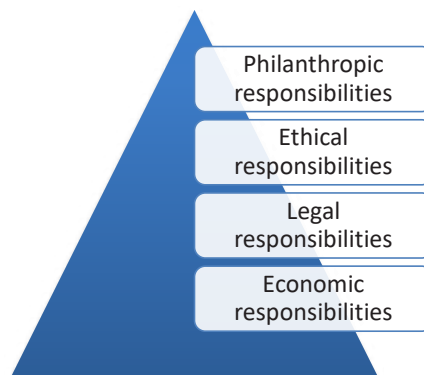 Philanthropic
responsibilities
Ethical
responsibilities
Legal
responsibilities
Economic
responsibilities